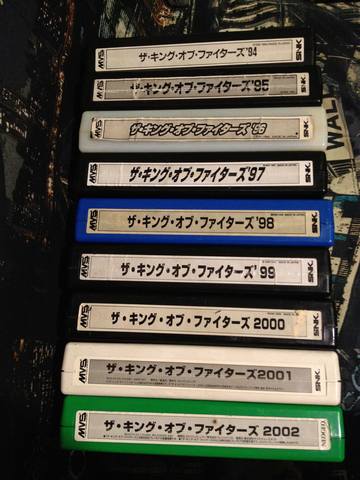 MVS ザ・キング・オブ・ファイターズ'94 SNK
MVS ザ・キング・オブ・ファイターズ'95 SNK
MVS ザ・キング・オブ・ファイターズ'96 SNK
MVS ザ・キング・オブ・ファイターズ'97 SNK
MVS ザ・キング・オブ・ファイターズ'98 SNK
MVS ザ・キング・オブ・ファイターズ'99 SNK
MVS ザ・キング・オブ・ファイターズ 2000 SNK
MVS ザ・キング・オブ・ファイターズ2001 SNK
MVS ザ・キング・オブ・ファイターズ 2002
WAL